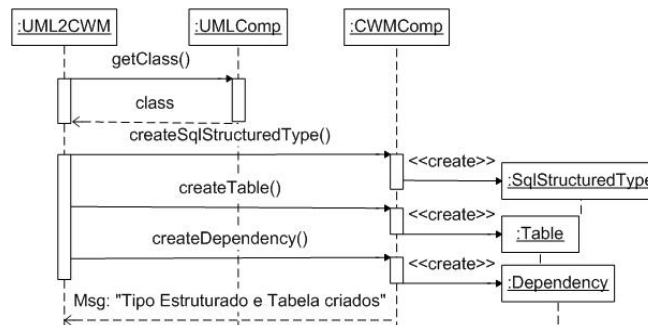 :UML2CWM
:UMLComp
:CWMComp
getClass()
class
createSqlStructuredType()
<<create>>
:SqlStructuredType
createTable()
<<create>>
:Table
createDependency()
<<create>>
:Dependency
Msg: "Tipo Estruturado e Tabela criados"